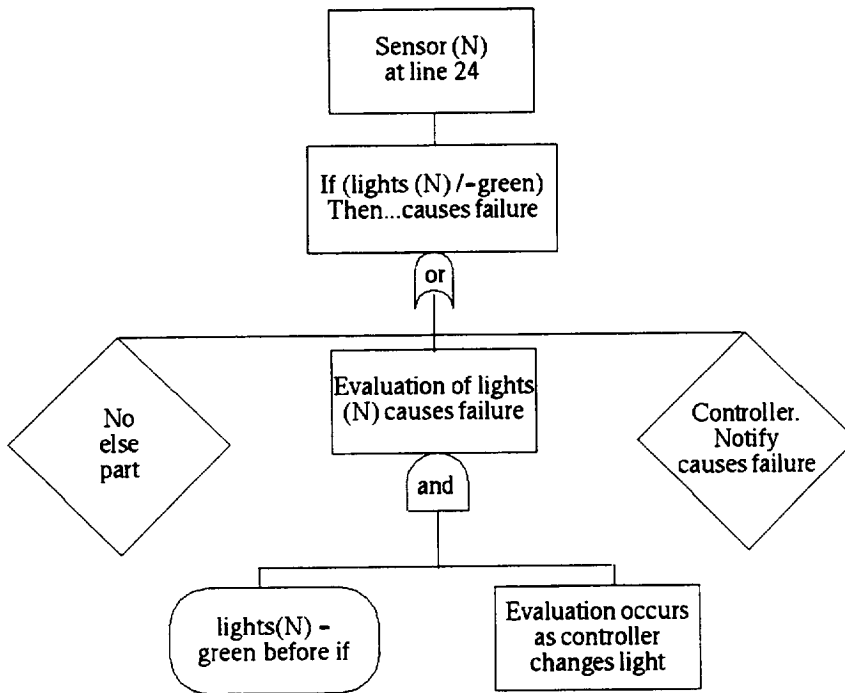 Sensor (N)
at line 24
If (lights (N) /-green)
Then...causes failure
or
No
else
part
Evaluation of lights
(N) causes failure
Controller.
Notify
causes failure
and
lights(N) -
green before if
Evaluation occurs
as controller
changes light